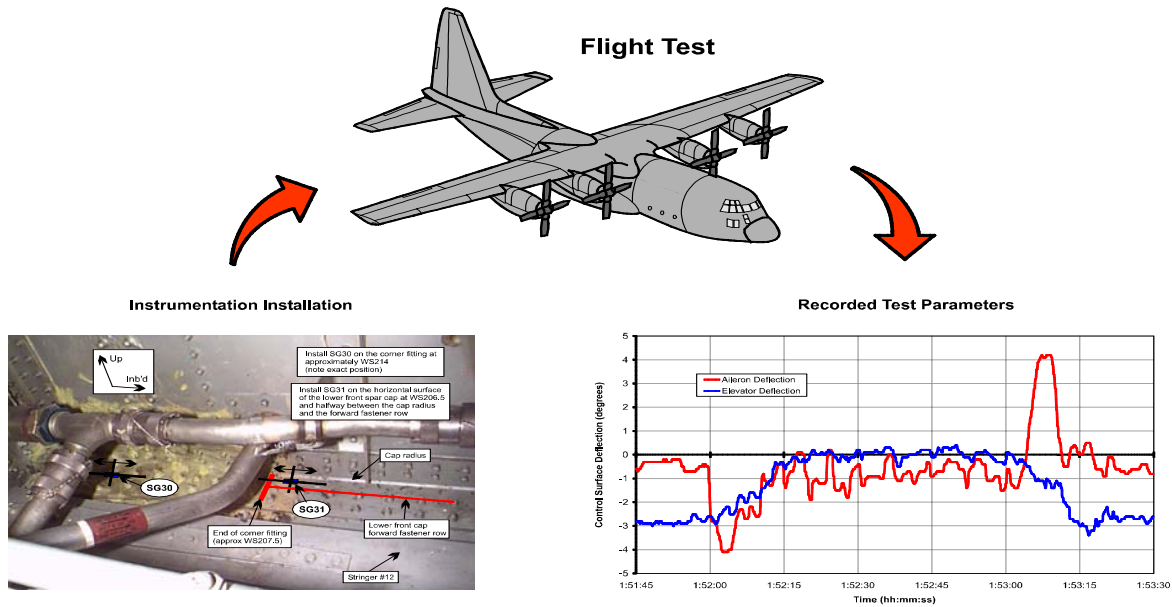 Flight Test
Instrumentation Installation
Up
Inb'd
Install SG30 on the corner fitting at
approximately WS214
(note exact position)
Install SG31 on the horizontal surface
of the lower front spar cap at WS206.5
and halfway between the cap radius
and the forward fastener row
Cap radius
SG30
SG31
End of corner fitting
(approx WS207.5)
Lower front cap
forward fastener row
Stringer #12
Recorded Test Parameters
Aileron Deflection
Elevator Deflection
Control Surface Deflection (degrees)
5
4
3
2
1
0
-1
-2
-3
-4
-5
1:51:45 1:52:00 1:52:15 1:52:30 1:52:45 1:53:00 1:53:15 1:53:30
Time (hh:mm:ss)